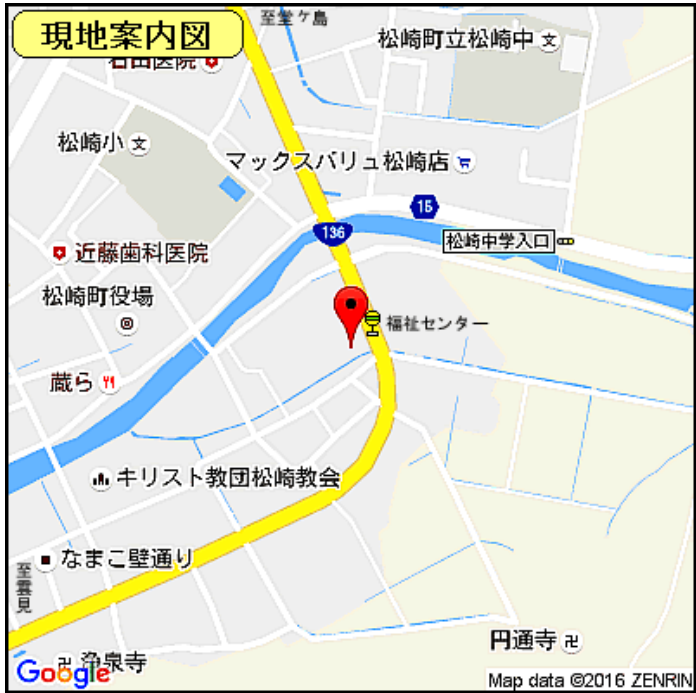 現地案内図
至堂ケ島
松崎町立松崎中
石田医院
松崎小
マックスバリュ松崎店
15
136
松崎中学入口
近藤歯科医院
松崎町役場
福祉センター
蔵ら
キリスト教団松崎教会
なまこ壁通り
至雲見
円通寺
浄泉寺
Google
Map data ©2016 ZENRIN